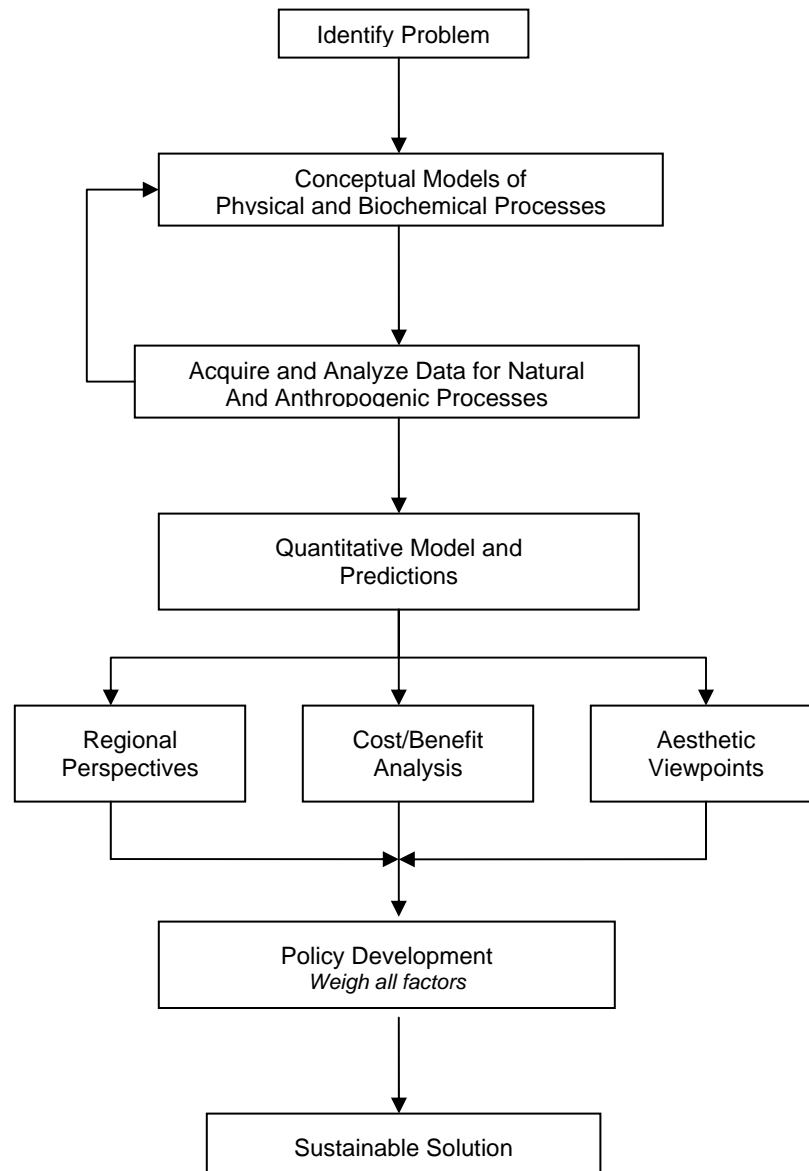 Identify Problem
Conceptual Models of
Physical and Biochemical Processes
Acquire and Analyze Data for Natural
And Anthropogenic Processes
Quantitative Model and
Predictions
Regional
Perspectives
Cost/Benefit
Analysis
Aesthetic
Viewpoints
Policy Development
Weigh all factors
Sustainable Solution